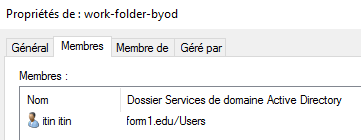 Propriétés de : work-folder-byod
Général Membres Membre de Géré par
Membres :
Nom Dossier Services de domaine Active Directory
itin itin form1.edu/Users